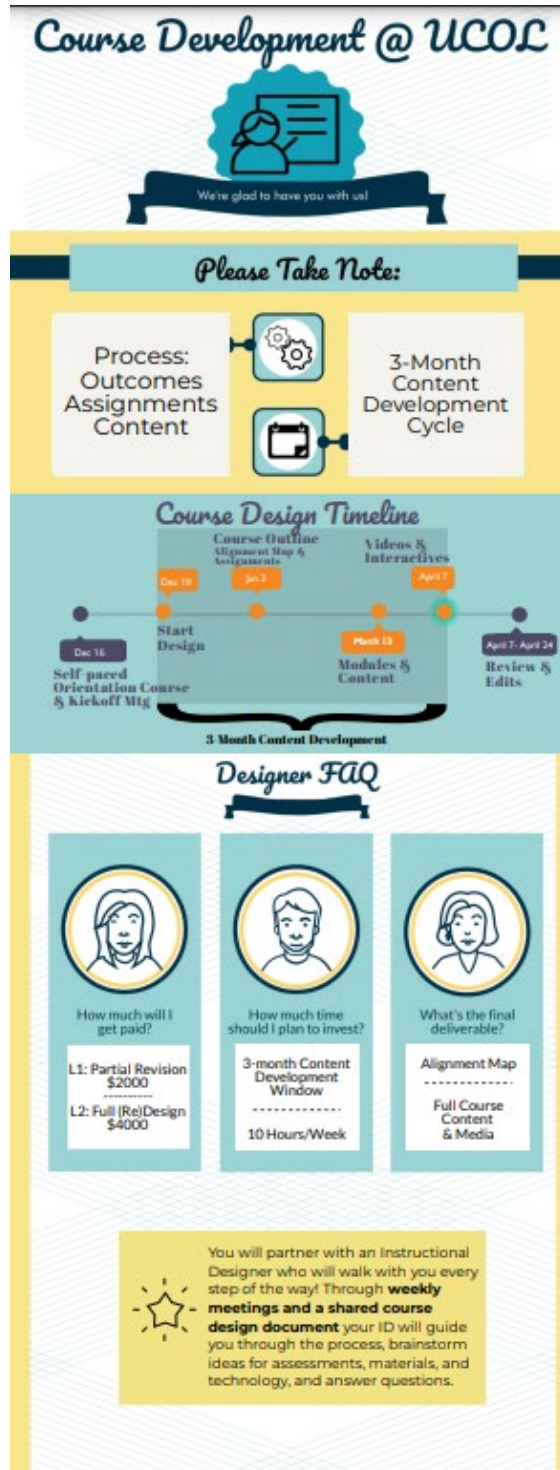 Course Development @ UCOL
We're glad to have you with us!
Please Take Note:
Process:
Outcomes
Assignments
Content
3-Month
Content
Development
Cycle
Course Design Timeline
Course Outline
Alignment Map &
Assignments
Videos &
Interactives
Dec 19
Jan 3
April 7
Start
Design
Dec 16
March 13
April 7- April 24
Self-paced
Orientation Course
& Kickoff Mtg
Modules &
Content
Review &
Edits
3-Month Content Development
Designer FAQ
How much will I
get paid?
L1: Partial Revision
$2000
----------
L2: Full (Re)Design
$4000
How much time
should I plan to invest?
3-month Content
Development
Window
--------------
10 Hours/Week
What's the final
deliverable?
Alignment Map
--------------
Full Course
Content
& Media
You will partner with an Instructional
Designer who will walk with you every
step of the way! Through weekly
meetings and a shared course
design document your ID will guide
you through the process, brainstorm
ideas for assessments, materials, and
technology, and answer questions.